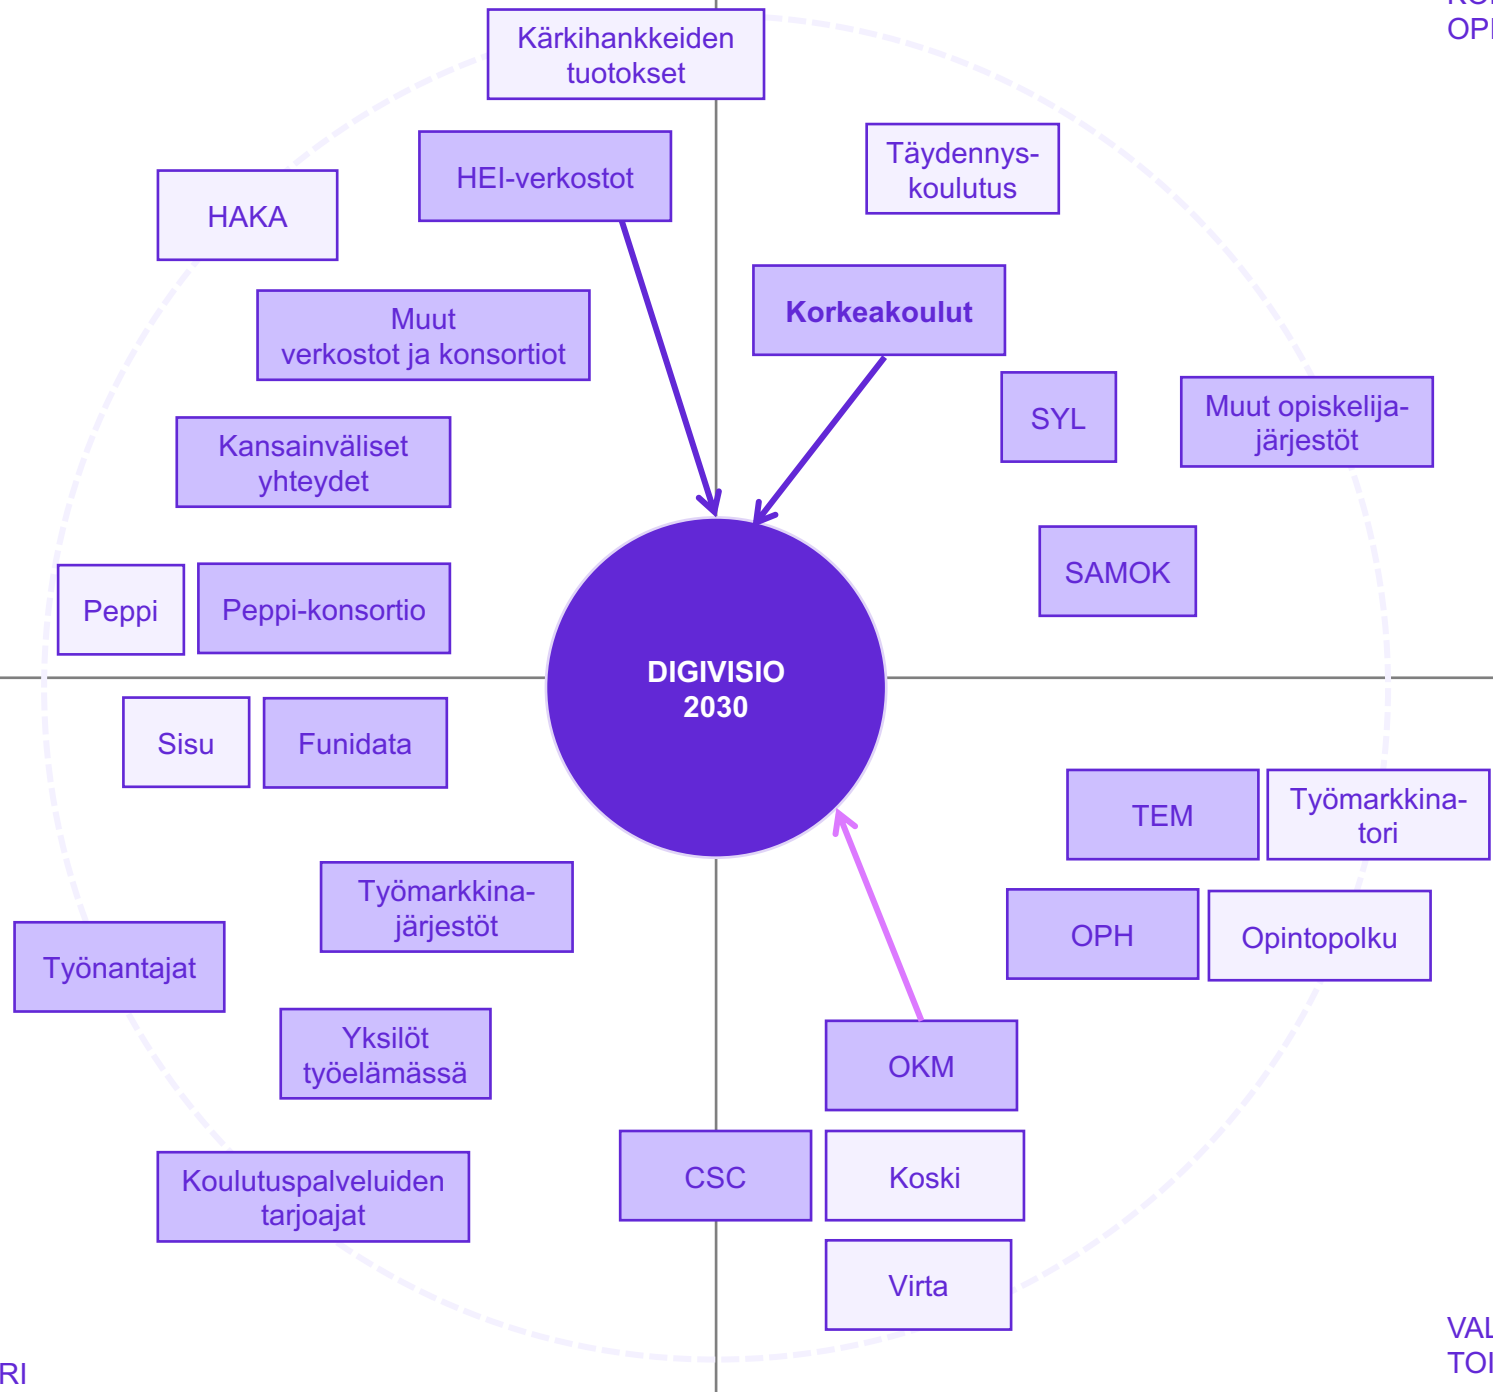 Kärkihankkeiden
tuotokset
HEI-verkostot
Täydennys-
koulutus
HAKA
Muut
verkostot ja konsortiot
Korkeakoulut
SYL
Muut opiskelija-
järjestöt
Kansainväliset
yhteydet
SAMOK
Peppi
Peppi-konsortio
DIGIVISIO
2030
Sisu
Funidata
TEM
Työmarkkina-
tori
Työmarkkina-
järjestöt
OPH
Opintopolku
Työnantajat
Yksilöt
työelämässä
OKM
CSC
Koski
Koulutuspalveluiden
tarjoajat
Virta